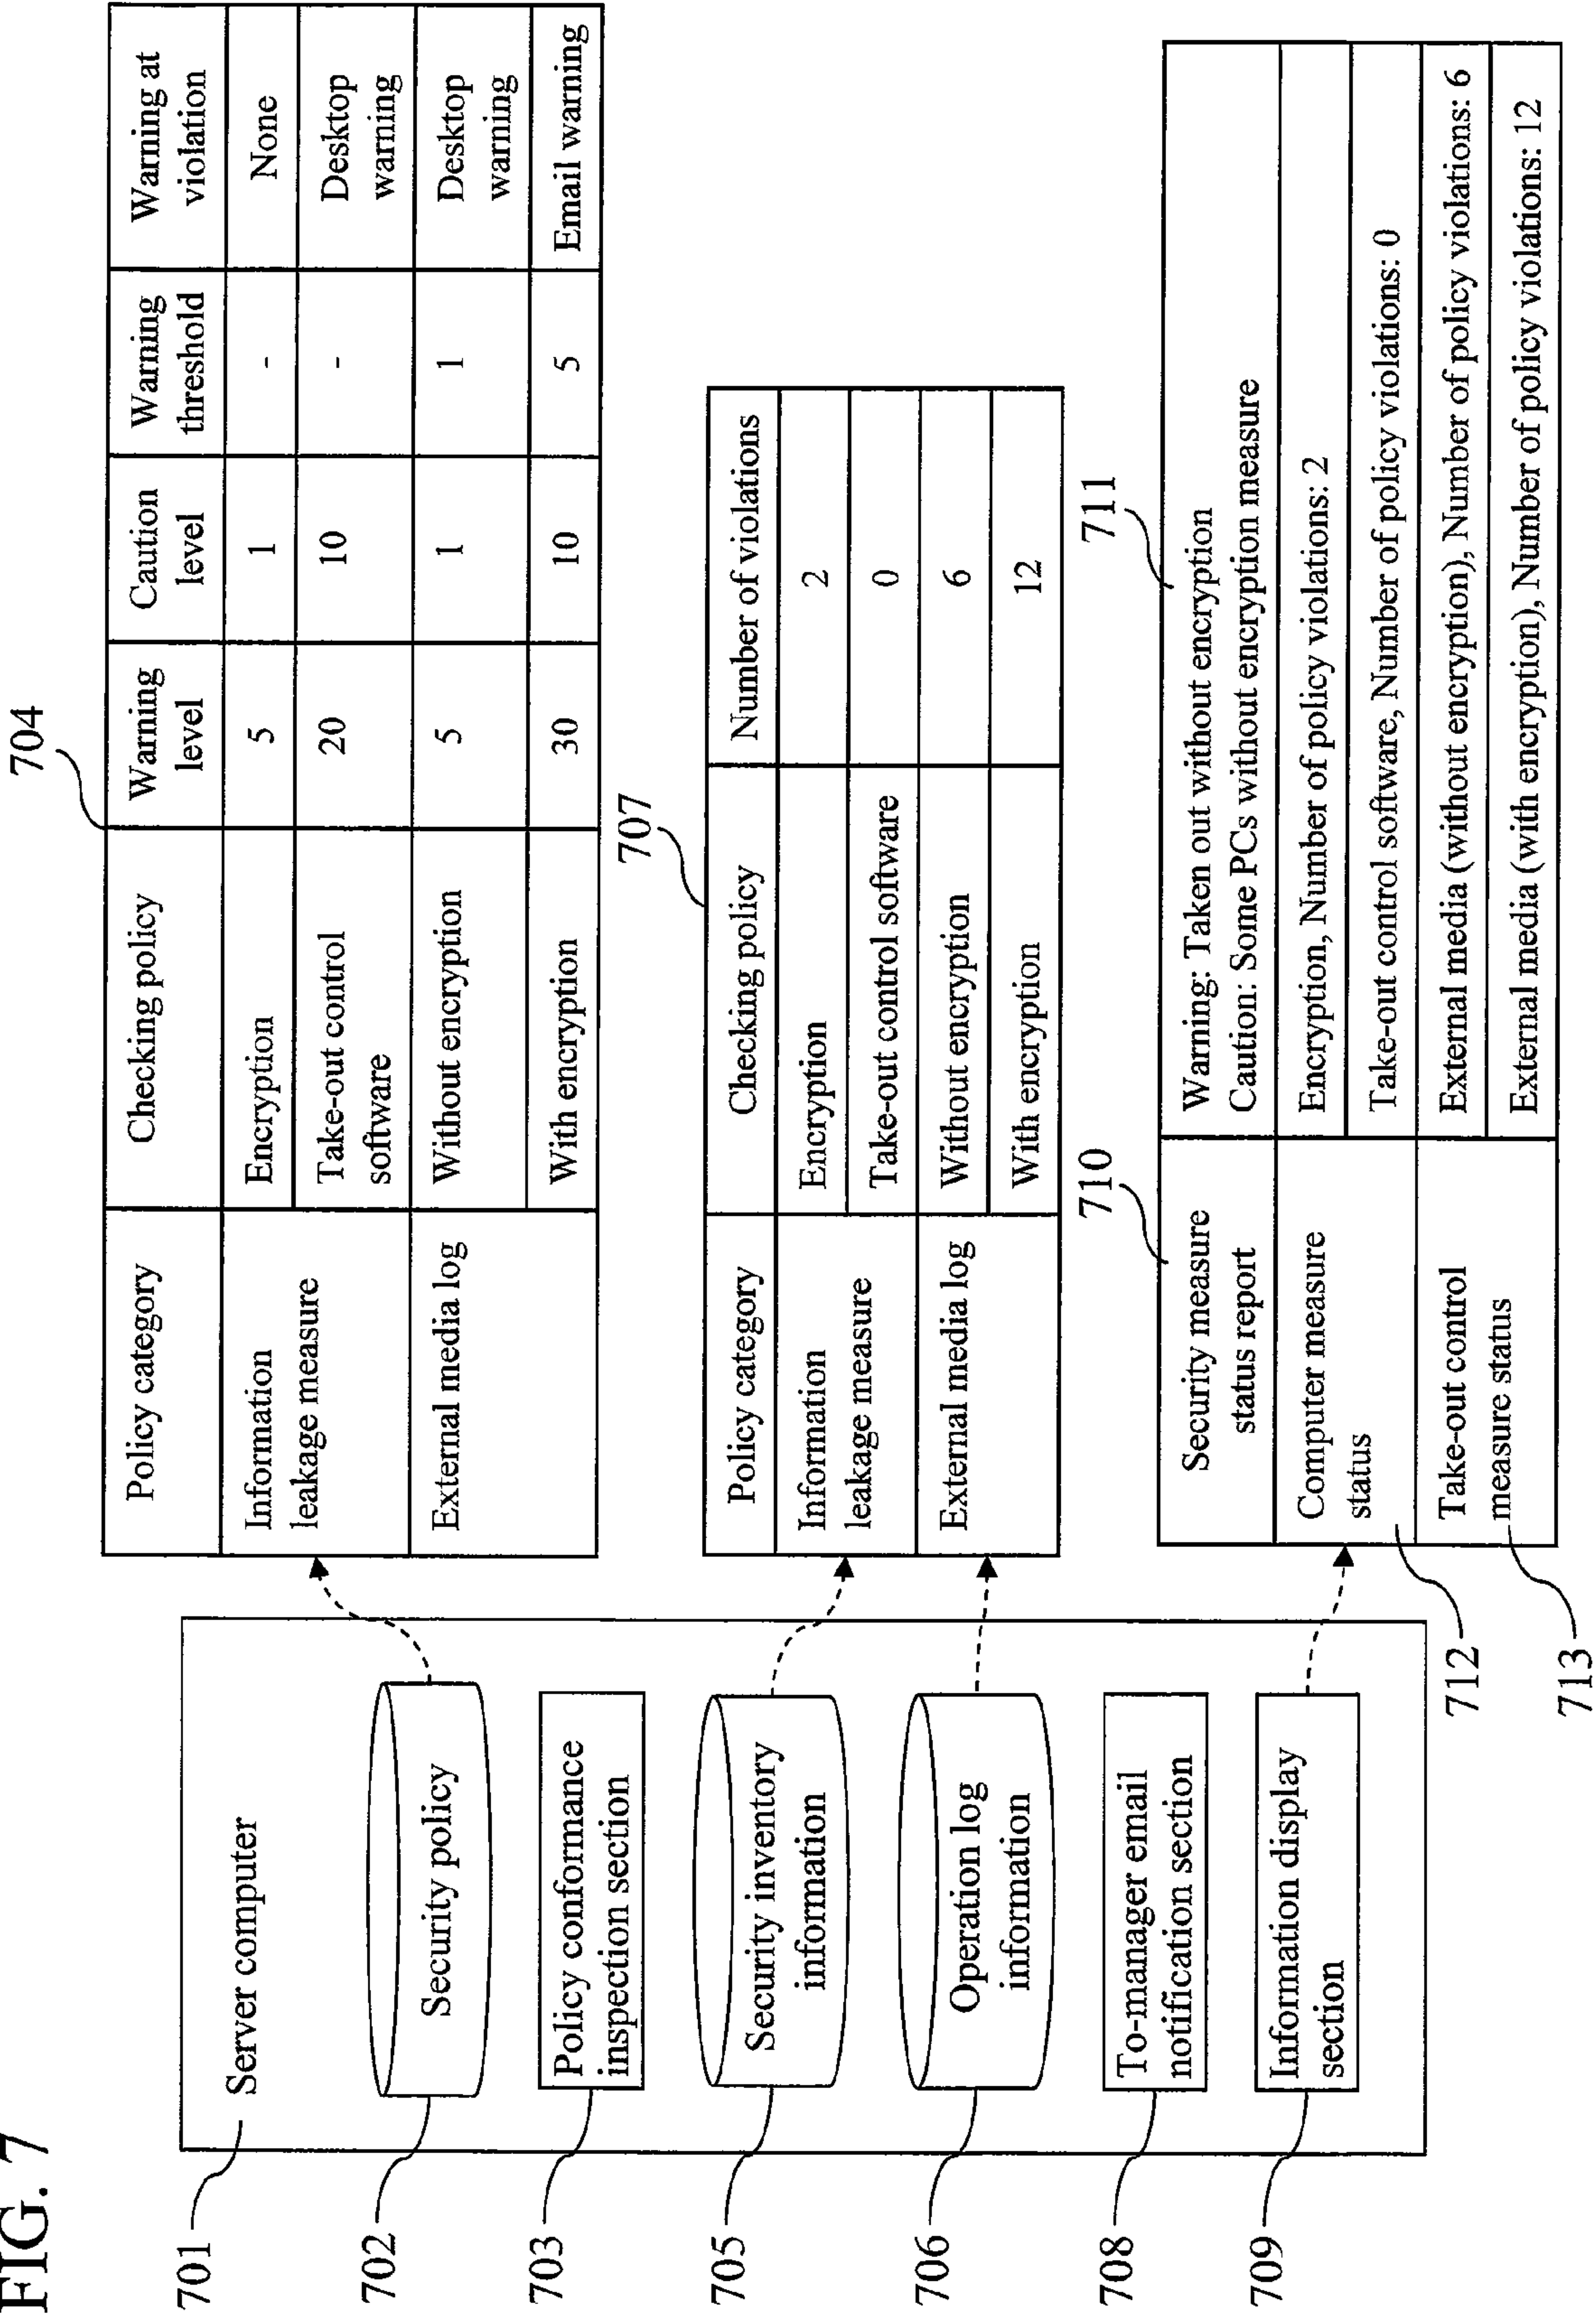 FIG. 7
701
Server computer
702
Security policy
703
Policy conformance
inspection section
705
Security inventory
information
706
Operation log
information
708
To-manager email
notification section
709
Information display
section
704
Policy category
Checking policy
Warning
level
Caution
level
Warning
threshold
Warning at
violation
Information
leakage measure
Encryption
5
1
-
None
Take-out control
software
20
10
-
Desktop
warning
External media log
Without encryption
5
1
1
Desktop
warning
With encryption
30
10
5
Email warning
707
Policy category
Checking policy
Number of violations
Information
leakage measure
Encryption
2
Take-out control software
0
External media log
Without encryption
6
With encryption
12
710
711
Security measure
status report
Warning: Taken out without encryption
Caution: Some PCs without encryption measure
Computer measure
status
Encryption, Number of policy violations: 2
Take-out control software, Number of policy violations: 0
Take-out control
measure status
External media (without encryption), Number of policy violations: 6
External media (with encryption), Number of policy violations: 12
712
713